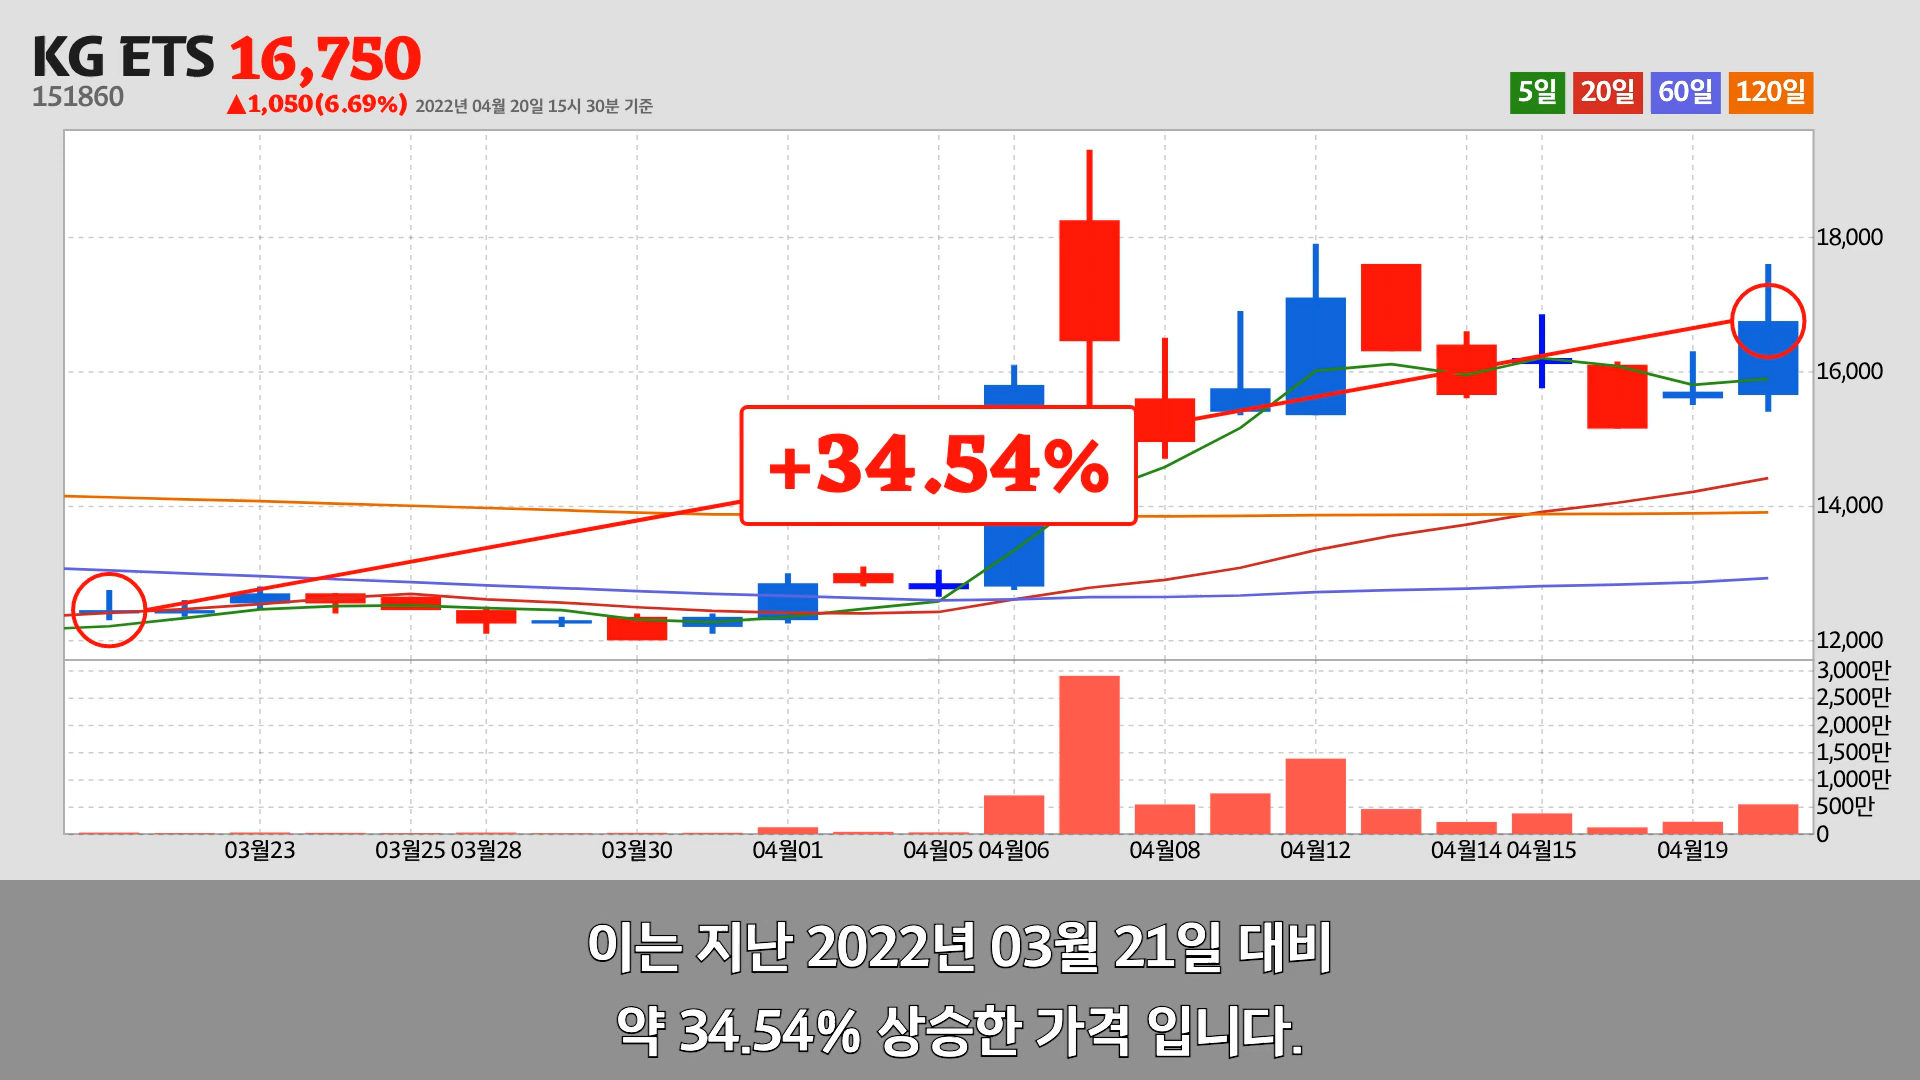 KG ETS 16,750
151860
▲1,050(6.69%) 2022년 04월 20일 15시 30분 기준
5일 20일 60일 120일
18,000
16,000
14,000
12,000
+34.54%
3,000만
2,500만
2,000만
1,500만
1,000만
500만
0
03월23 03월25 03월28 03월30 04월01 04월05 04월06 04월08 04월12 04월14 04월15 04월19
이는 지난 2022년 03월 21일 대비
약 34.54% 상승한 가격 입니다.